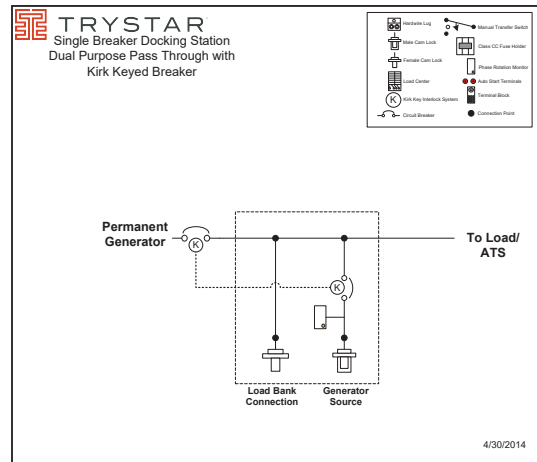 TRYSTAR
Single Breaker Docking Station
Dual Purpose Pass Through with
Kirk Keyed Breaker
Hardwire Lug
Male Cam Lock
Female Cam Lock
Load Center
K
Kirk Key Interlock System
Circuit Breaker
Manual Transfer Switch
Class CC Fuse Holder
Phase Rotation Monitor
Auto Start Terminals
Terminal Block
Connection Point
Permanent
Generator
K
To Load/
ATS
K
Load Bank
Connection
Generator
Source
4/30/2014